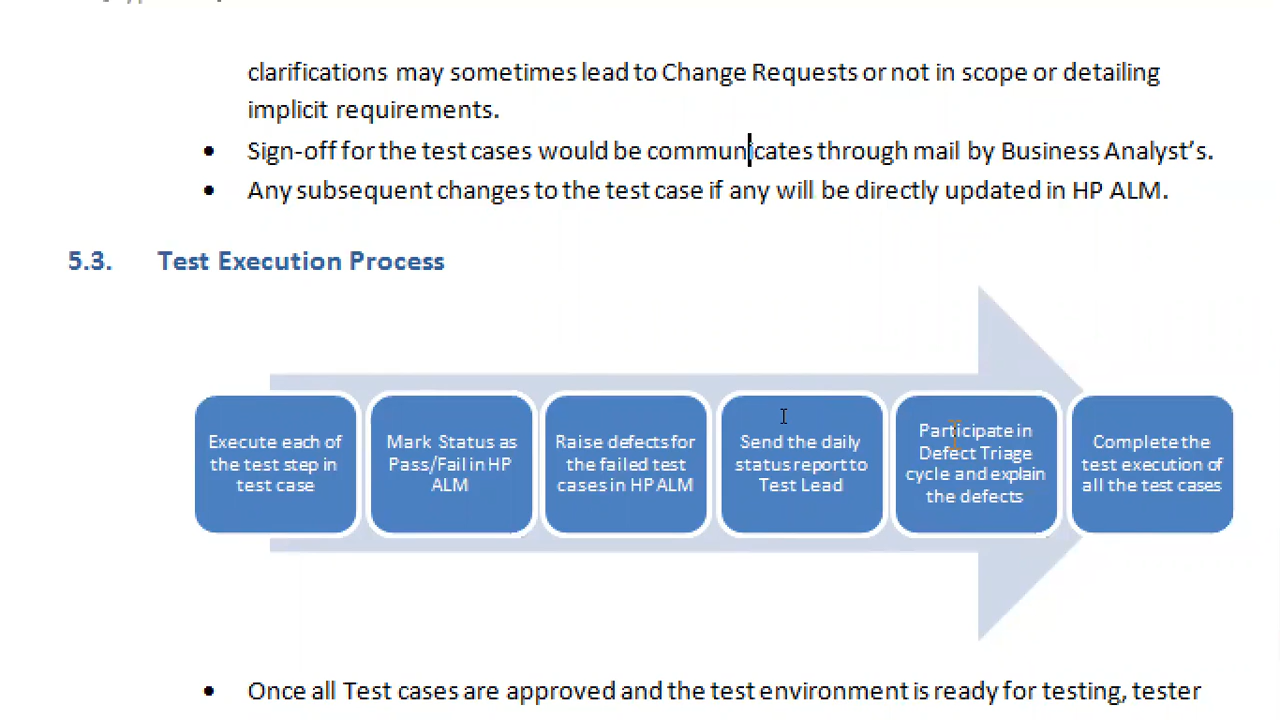 clarifications may sometimes lead to Change Requests or not in scope or detailing
implicit requirements.
• Sign-off for the test cases would be communicates through mail by Business Analyst’s.
• Any subsequent changes to the test case if any will be directly updated in HP ALM.
5.3. Test Execution Process
Execute each of
the test step in
test case
Mark Status as
Pass/Fail in HP
ALM
Raise defects for
the failed test
cases in HP ALM
Send the daily
status report to
Test Lead
Participate in
Defect Triage
cycle and explain
the defects
Complete the
test execution of
all the test cases
• Once all Test cases are approved and the test environment is ready for testing, tester